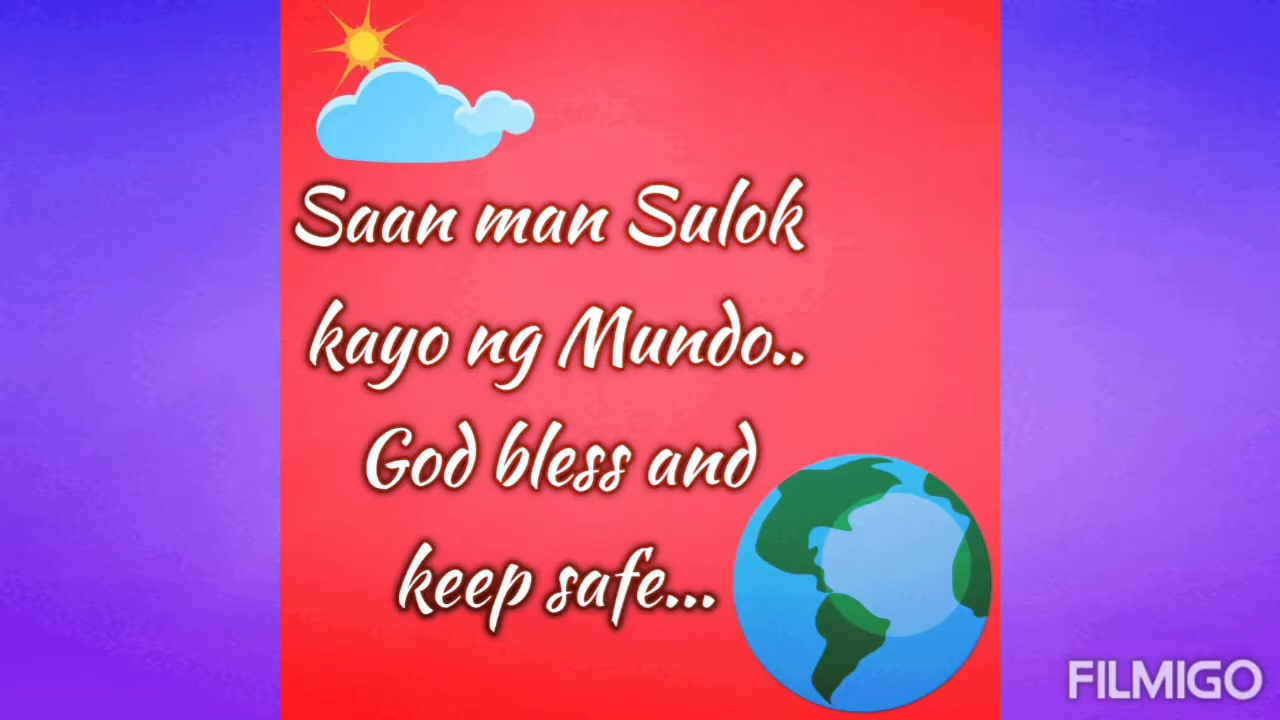 Saan man Sulok
kayo ng Mundo..
God bless and
keep safe...
FILMIGO